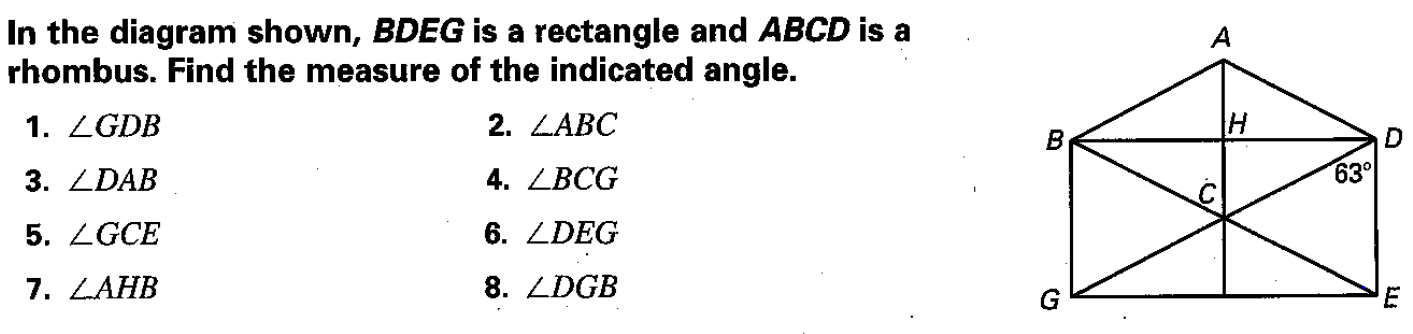 In the diagram shown, BDEG is a rectangle and ABCD is a
rhombus. Find the measure of the indicated angle.
1. ∠GDB
2. ∠ABC
3. ∠DAB
4. ∠BCG
5. ∠GCE
6. ∠DEG
7. ∠AHB
8. ∠DGB
A
B
H
D
63°
C
G
E